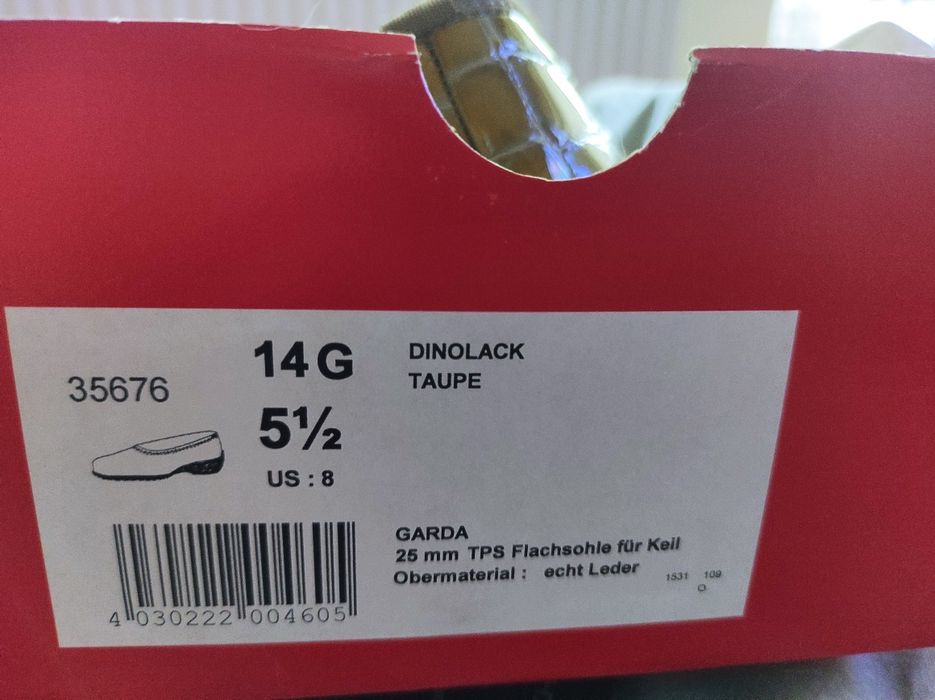 35676
14 G
5½
US : 8
DINOLACK
TAUPE
GARDA
25 mm TPS Flachsohle für Keil
Obermaterial : echt Leder
1531 109
O
4 030222 004605